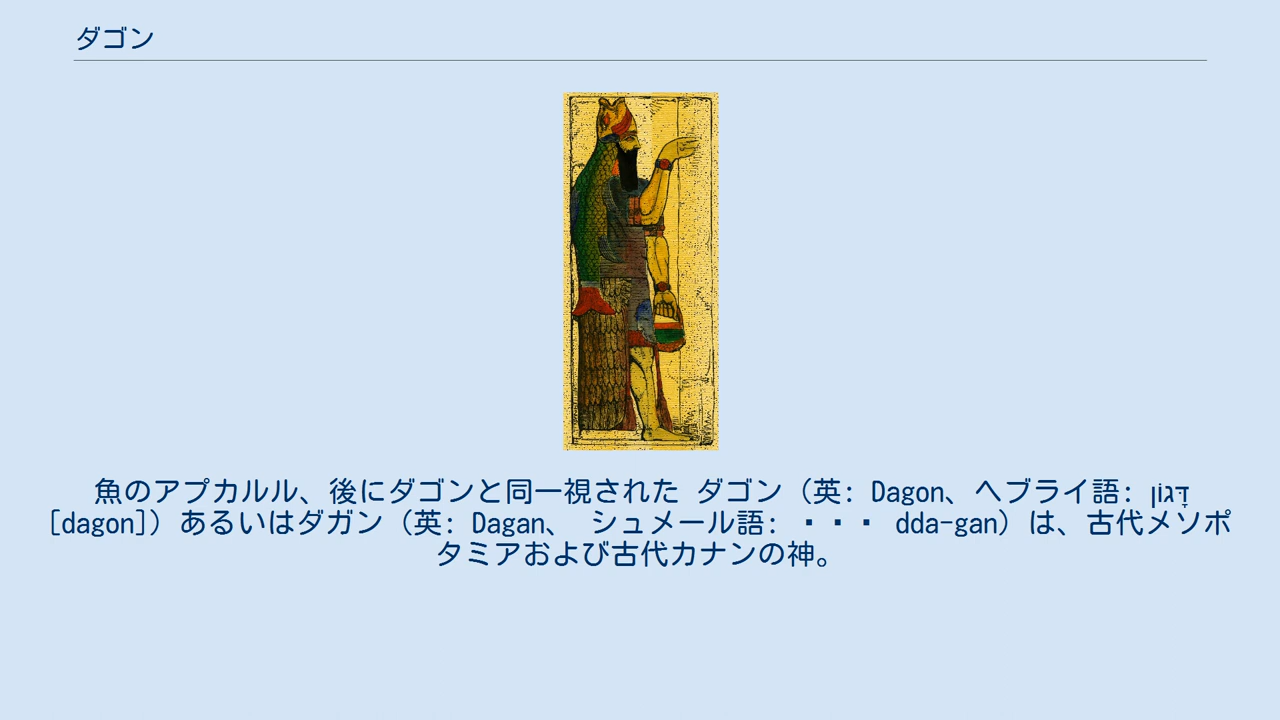 ダゴン
魚のアプカルル、後にダゴンと同一視された ダゴン（英: Dagon、ヘブライ語: דָּגוֹן
[dagon]）あるいはダガン（英: Dagan、 シュメール語: ・・・ dda-gan）は、古代メソポ
タミアおよび古代カナンの神。